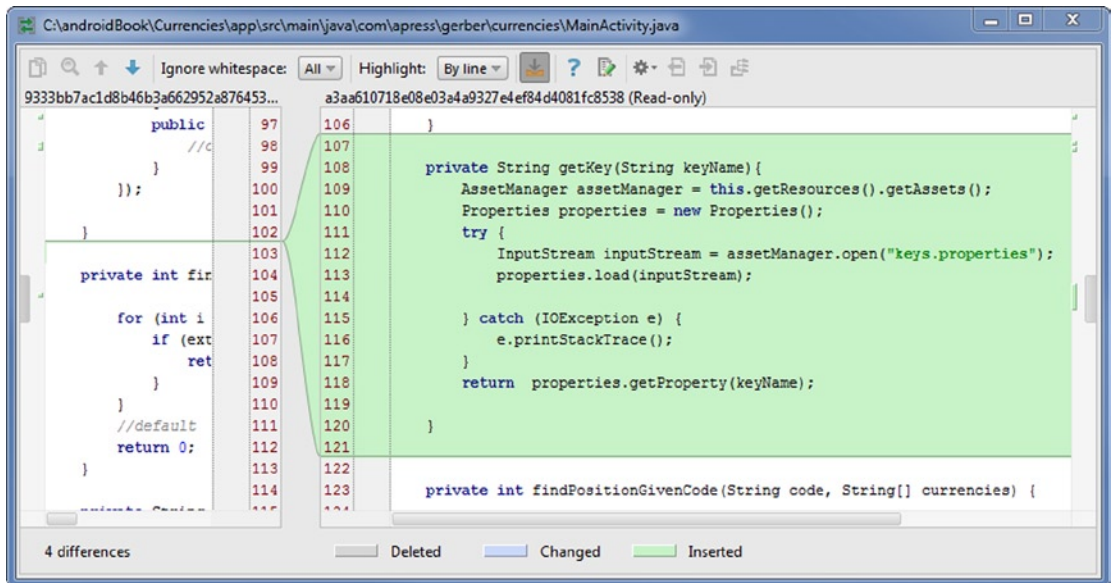 C:\androidBook\Currencies\app\src\main\java\com\apress\gerber\currencies\MainActivity.java
Ignore whitespace: All Highlight: By line ?
9333bb7ac1d8b46b3a662952a876453... a3aa610718e08e03a4a9327e4ef84d4081fc8538 (Read-only)
public 97
//c 98
} 99
}); 100
101
} 102
103
private int fin 104
105
for (int i 106
if (ext 107
ret 108
} 109
} 110
//default 111
return 0; 112
} 113
114
106 }
107
108 private String getKey(String keyName){
109 AssetManager assetManager = this.getResources().getAssets();
110 Properties properties = new Properties();
111 try {
112 InputStream inputStream = assetManager.open("keys.properties");
113 properties.load(inputStream);
114
115 } catch (IOException e) {
116 e.printStackTrace();
117 }
118 return properties.getProperty(keyName);
119
120 }
121
122
123 private int findPositionGivenCode(String code, String[] currencies) {
4 differences Deleted Changed Inserted